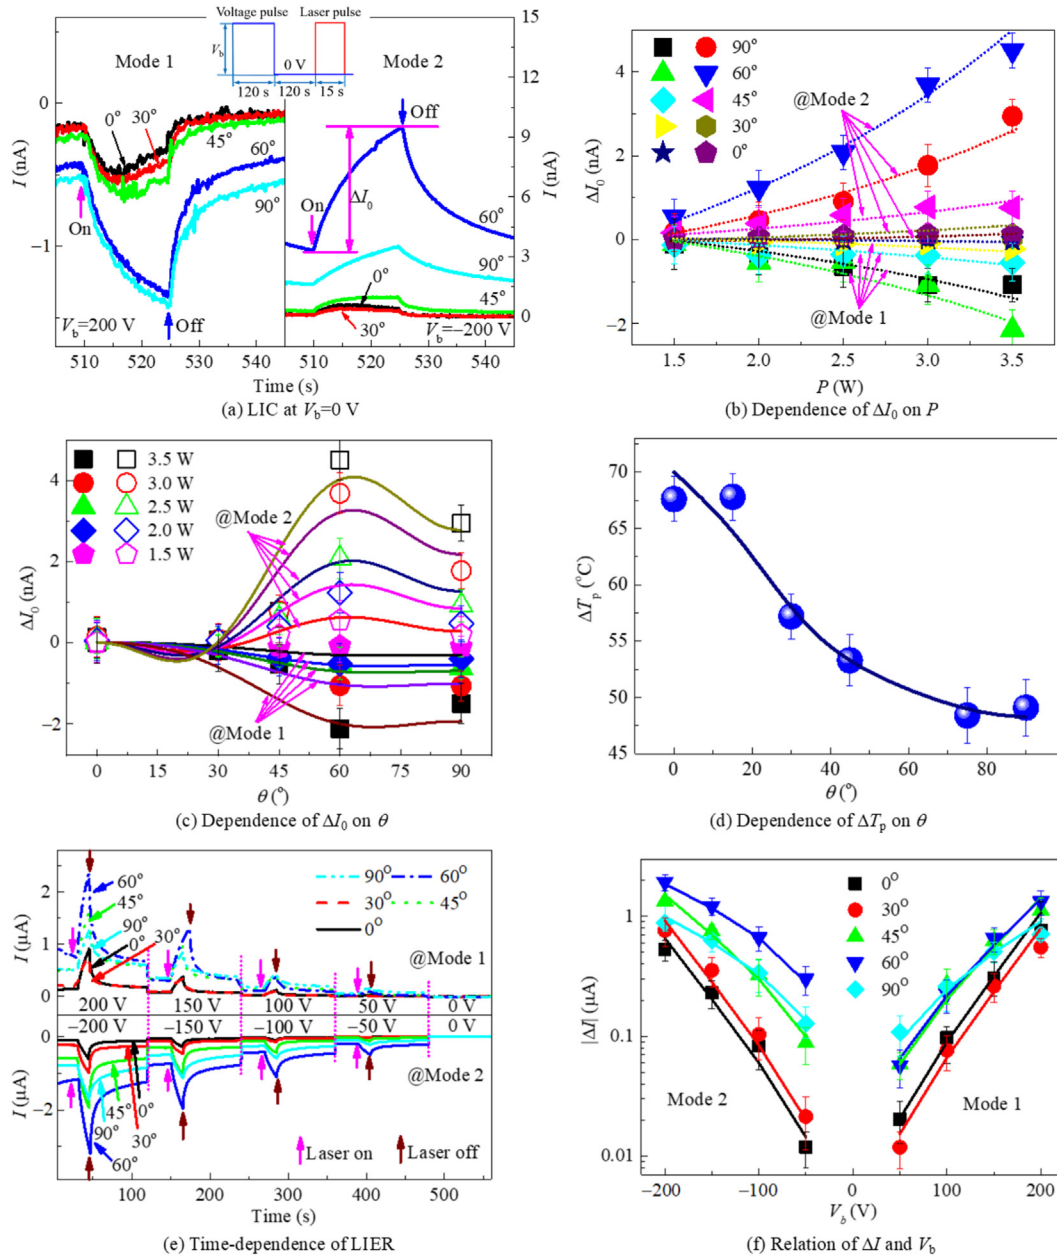 Voltage pulse
Laser pulse
V_b
0 V
120 s
120 s
15 s
Mode 1
Mode 2
0°
30°
45°
60°
90°
On
Off
V_b=200 V
On
Off
ΔI_0
60°
90°
45°
0°
30°
V_b=−200 V
0
−1
I (nA)
15
12
9
6
3
0
I (nA)
510 520 530 540 510 520 530 540
Time (s)
(a) LIC at V_b=0 V
90°
60°
45°
30°
0°
@Mode 2
@Mode 1
4
2
0
−2
ΔI_0 (nA)
1.5 2.0 2.5 3.0 3.5
P (W)
(b) Dependence of ΔI_0 on P
3.5 W
3.0 W
2.5 W
2.0 W
1.5 W
@Mode 2
@Mode 1
4
2
0
−2
ΔI_0 (nA)
0 15 30 45 60 75 90
θ (°)
(c) Dependence of ΔI_0 on θ
70
65
60
55
50
45
ΔT_p (°C)
0 20 40 60 80
θ (°)
(d) Dependence of ΔT_p on θ
60°
45°
90°
0°
30°
90° 60°
30° 45°
0°
@Mode 1
200 V 150 V 100 V 50 V 0 V
−200 V −150 V −100 V −50 V 0 V
@Mode 2
0°
45°
30°
90°
60°
Laser on
Laser off
2
1
0
I (μA)
0
−2
I (μA)
100 200 300 400 500
Time (s)
(e) Time-dependence of LIER
0°
30°
45°
60°
90°
Mode 2
Mode 1
1
0.1
0.01
|ΔI| (μA)
−200 −100 0 100 200
V_b (V)
(f) Relation of ΔI and V_b